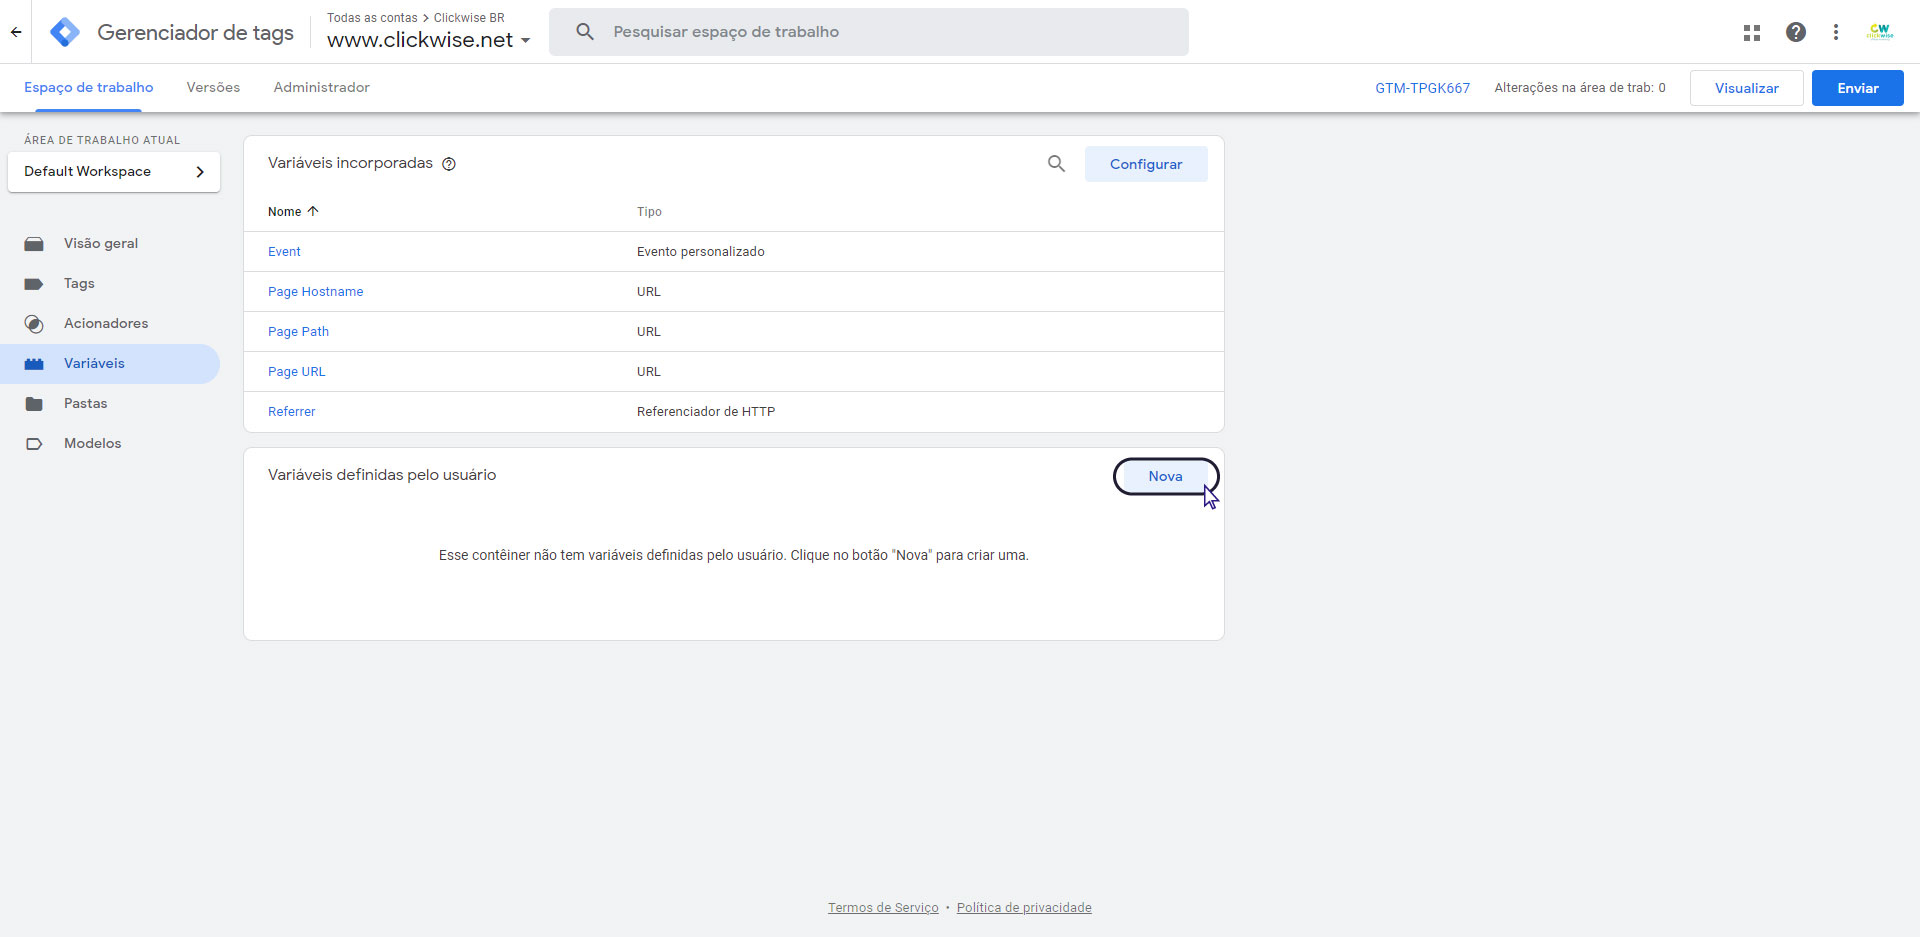 Gerenciador de tags
Todas as contas > Clickwise BR
www.clickwise.net
Pesquisar espaço de trabalho
CW
clickwise
Espaço de trabalho
Versões
Administrador
GTM-TPGK667
Alterações na área de trab: 0
Visualizar
Enviar
ÁREA DE TRABALHO ATUAL
Default Workspace
Visão geral
Tags
Acionadores
Variáveis
Pastas
Modelos
Variáveis incorporadas
Configurar
Nome Tipo
Event Evento personalizado
Page Hostname URL
Page Path URL
Page URL URL
Referrer Referenciador de HTTP
Variáveis definidas pelo usuário
Nova
Esse contêiner não tem variáveis definidas pelo usuário. Clique no botão "Nova" para criar uma.
Termos de Serviço • Política de privacidade